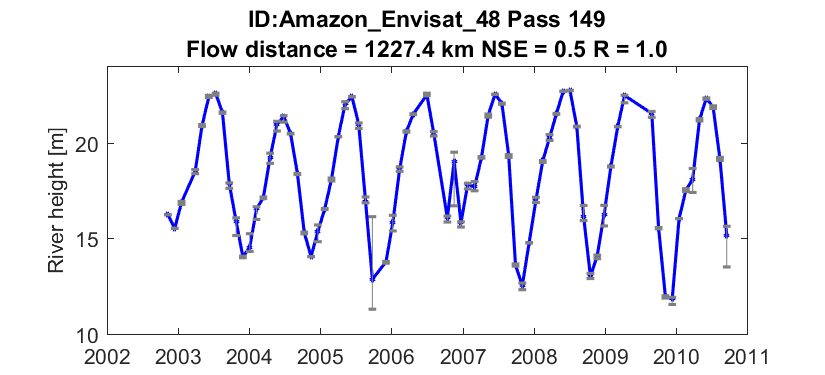 ID:Amazon_Envisat_48 Pass 149
Flow distance = 1227.4 km NSE = 0.5 R = 1.0
River height [m]
20
15
10
2002 2003 2004 2005 2006 2007 2008 2009 2010 2011